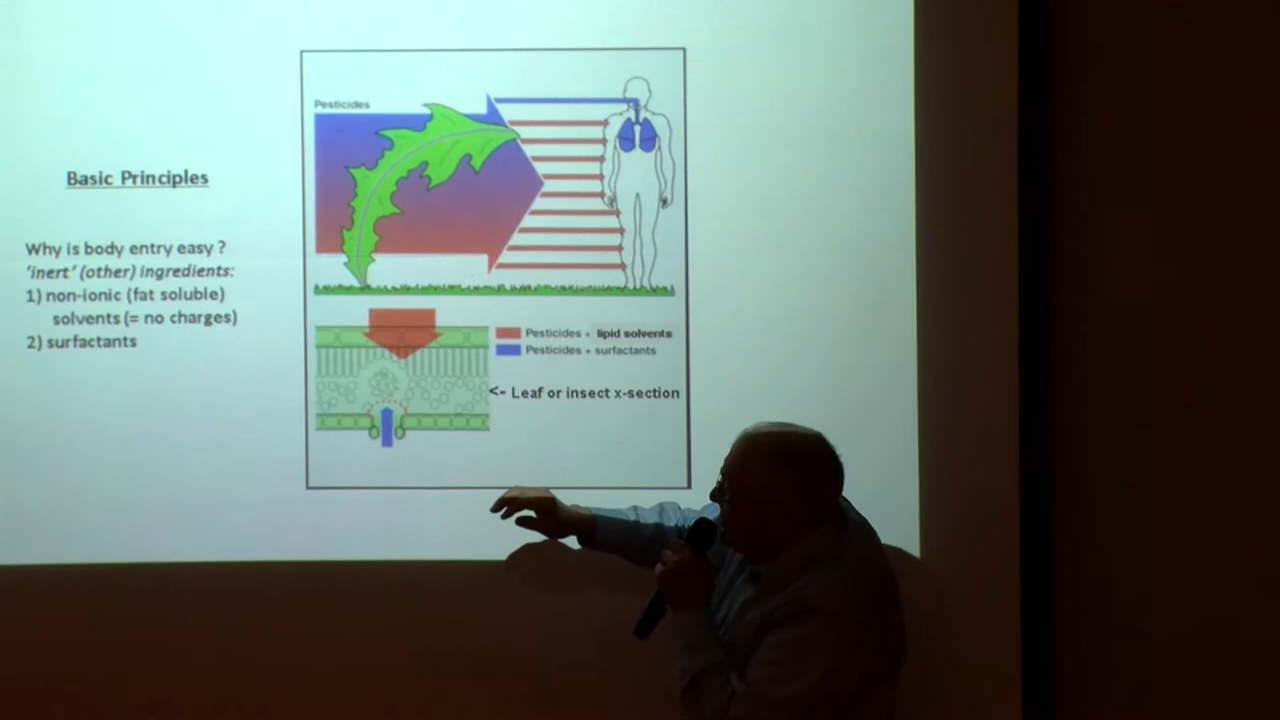 Basic Principles
Why is body entry easy ?
'inert' (other) ingredients:
1) non-ionic (fat soluble)
solvents (= no charges)
2) surfactants
Pesticides
Pesticides + lipid solvents
Pesticides + surfactants
<- Leaf or insect x-section